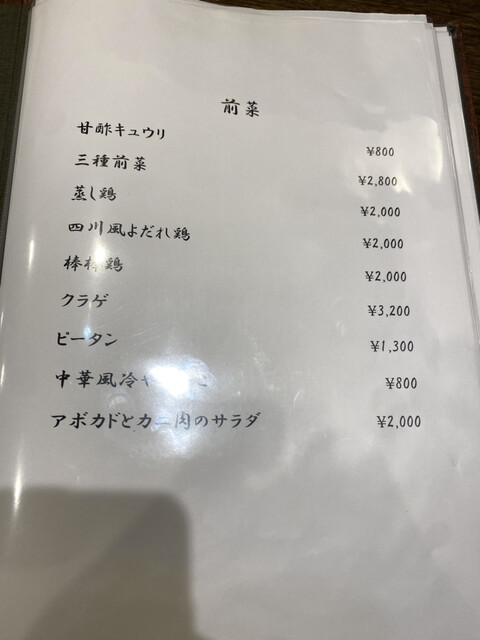 前菜
甘酢キュウリ ¥800
三種前菜 ¥2,800
蒸し鶏 ¥2,000
四川風よだれ鶏 ¥2,000
棒棒鶏 ¥2,000
クラゲ ¥3,200
ピータン ¥1,300
中華風冷や ¥800
アボカドとカニ肉のサラダ ¥2,000